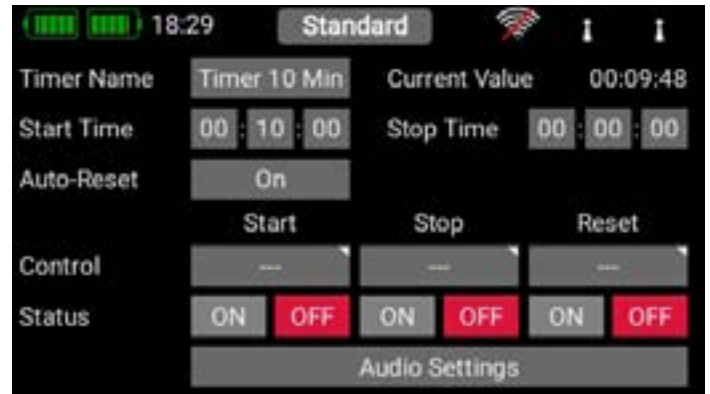 18:29 Standard
Timer Name Timer 10 Min Current Value 00:09:48
Start Time 00 : 10 : 00 Stop Time 00 : 00 : 00
Auto-Reset On
Start Stop Reset
Control --- --- ---
Status ON OFF ON OFF ON OFF
Audio Settings